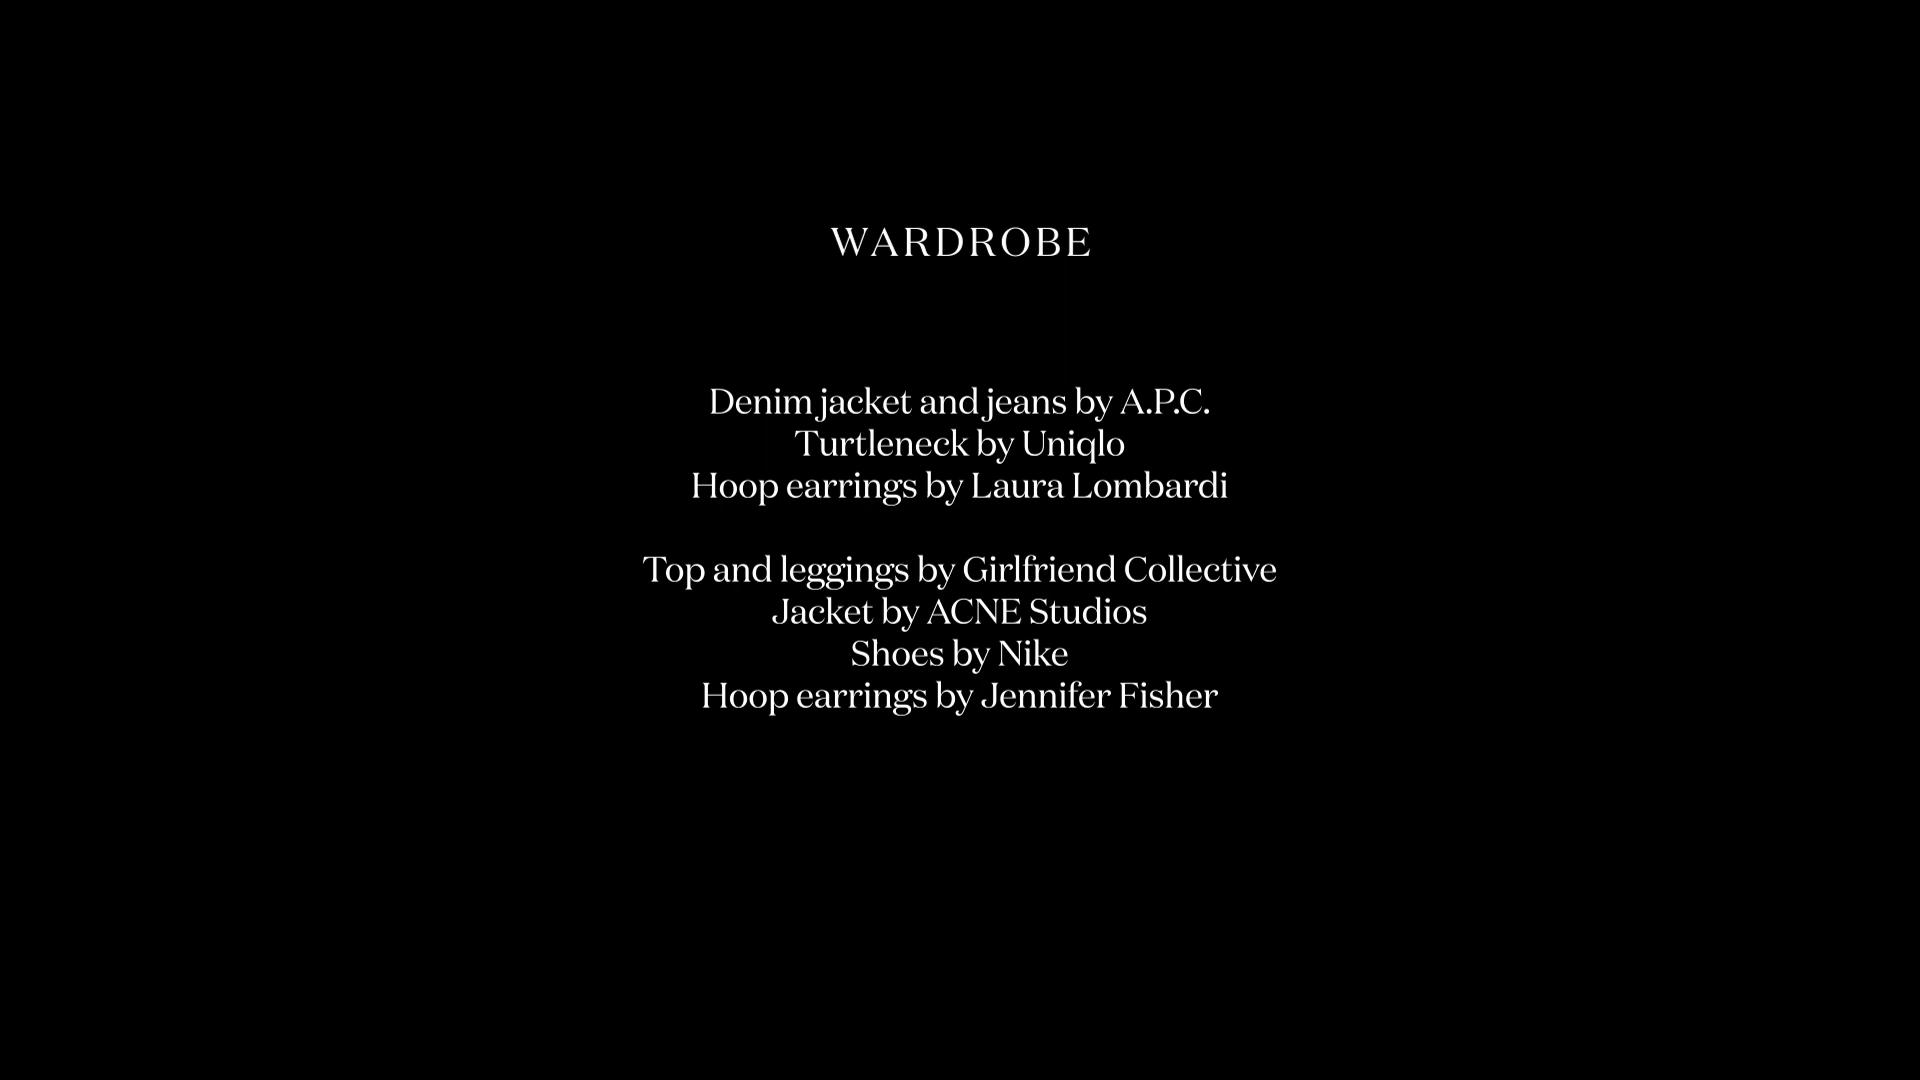 WARDROBE
Denim jacket and jeans by A.P.C.
Turtleneck by Uniqlo
Hoop earrings by Laura Lombardi
Top and leggings by Girlfriend Collective
Jacket by ACNE Studios
Shoes by Nike
Hoop earrings by Jennifer Fisher